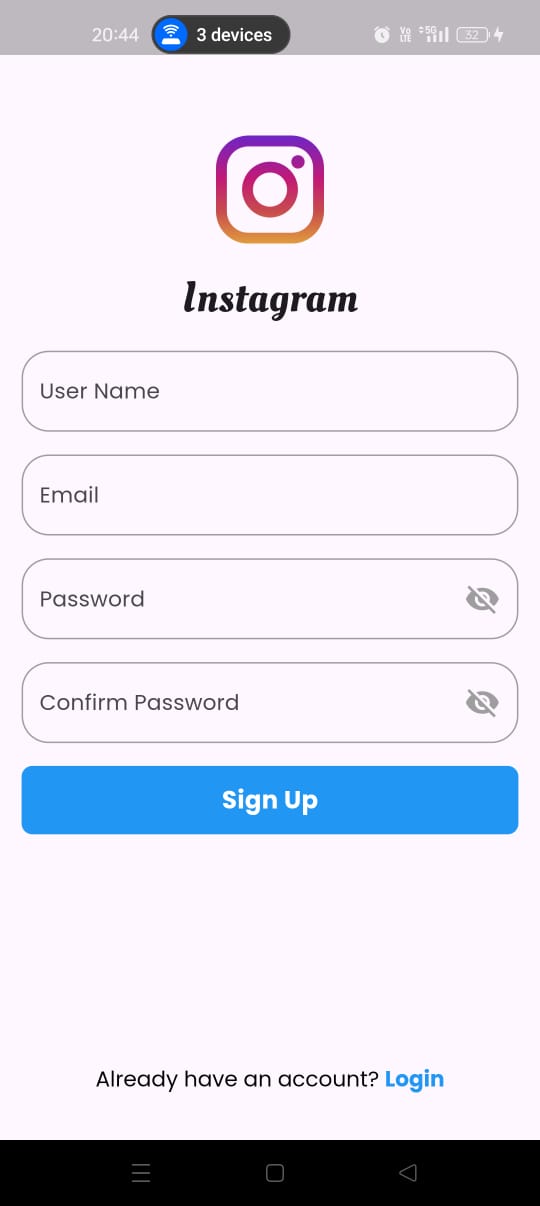 20:44 3 devices Vo LTE 5G 32
Instagram
User Name
Email
Password
Confirm Password
Sign Up
Already have an account? Login